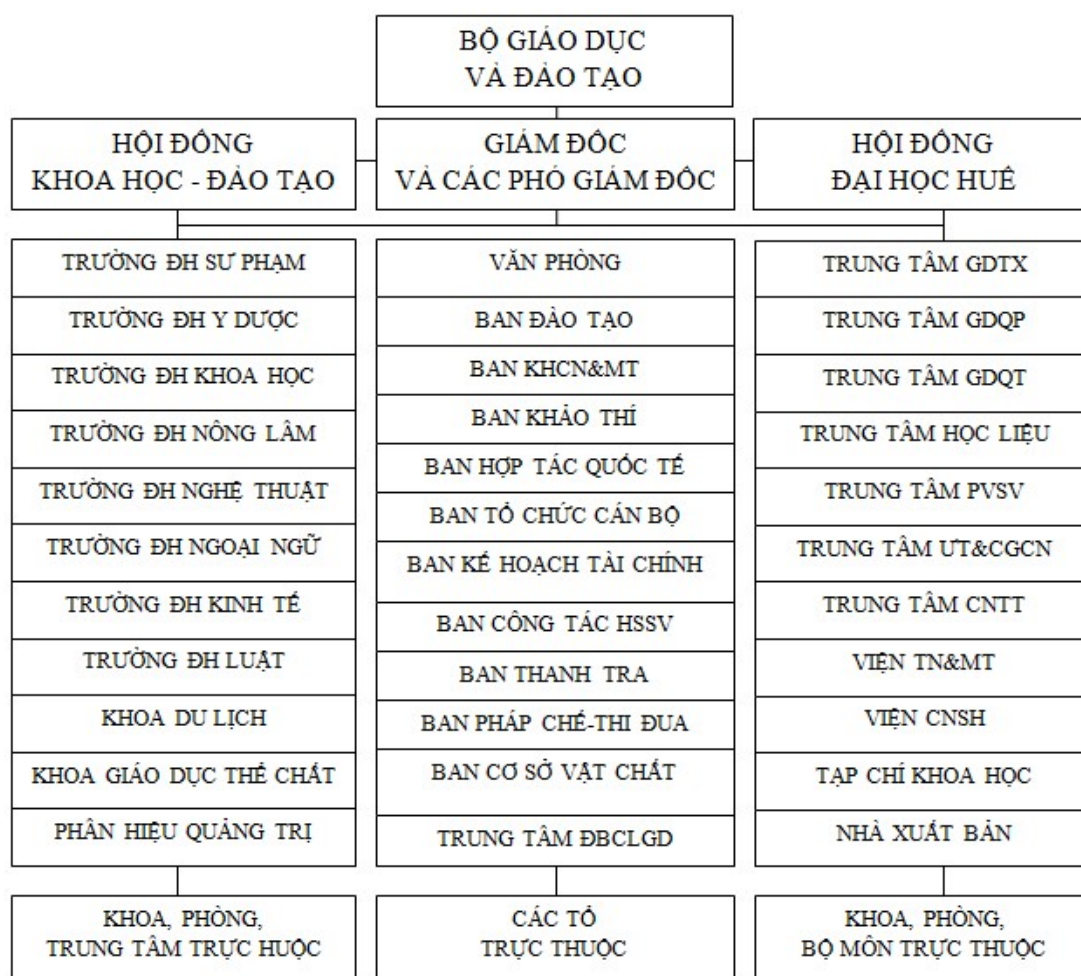 BỘ GIÁO DỤC
VÀ ĐÀO TẠO
HỘI ĐỒNG
KHOA HỌC - ĐÀO TẠO
GIÁM ĐỐC
VÀ CÁC PHÓ GIÁM ĐỐC
HỘI ĐỒNG
ĐẠI HỌC HUẾ
TRƯỜNG ĐH SƯ PHẠM
TRƯỜNG ĐH Y DƯỢC
TRƯỜNG ĐH KHOA HỌC
TRƯỜNG ĐH NÔNG LÂM
TRƯỜNG ĐH NGHỆ THUẬT
TRƯỜNG ĐH NGOẠI NGỮ
TRƯỜNG ĐH KINH TẾ
TRƯỜNG ĐH LUẬT
KHOA DU LỊCH
KHOA GIÁO DỤC THỂ CHẤT
PHÂN HIỆU QUẢNG TRỊ
KHOA, PHÒNG,
TRUNG TÂM TRỰC HUỘC
VĂN PHÒNG
BAN ĐÀO TẠO
BAN KHCN&MT
BAN KHẢO THÍ
BAN HỢP TÁC QUỐC TẾ
BAN TỔ CHỨC CÁN BỘ
BAN KẾ HOẠCH TÀI CHÍNH
BAN CÔNG TÁC HSSV
BAN THANH TRA
BAN PHÁP CHẾ-THI ĐUA
BAN CƠ SỞ VẬT CHẤT
TRUNG TÂM ĐBCLGD
CÁC TỔ
TRỰC THUỘC
TRUNG TÂM GDTX
TRUNG TÂM GDQP
TRUNG TÂM GDQT
TRUNG TÂM HỌC LIỆU
TRUNG TÂM PVSV
TRUNG TÂM ƯT&CGCN
TRUNG TÂM CNTT
VIỆN TN&MT
VIỆN CNSH
TẠP CHÍ KHOA HỌC
NHÀ XUẤT BẢN
KHOA, PHÒNG,
BỘ MÔN TRỰC THUỘC